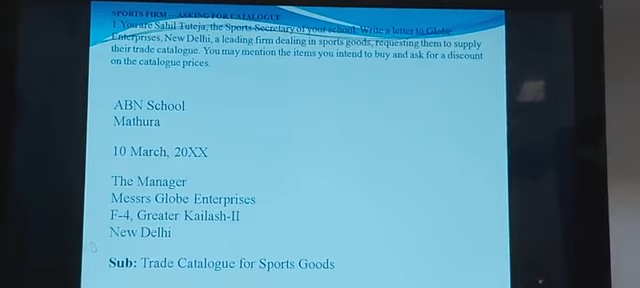 SPORTS FIRM — ASKING FOR CATALOGUE
1 You are Sahil Tuteja, the Sports Secretary of your school. Write a letter to Globe
Enterprises, New Delhi, a leading firm dealing in sports goods, requesting them to supply
their trade catalogue. You may mention the items you intend to buy and ask for a discount
on the catalogue prices.
ABN School
Mathura
10 March, 20XX
The Manager
Messrs Globe Enterprises
F-4, Greater Kailash-II
New Delhi
Sub: Trade Catalogue for Sports Goods